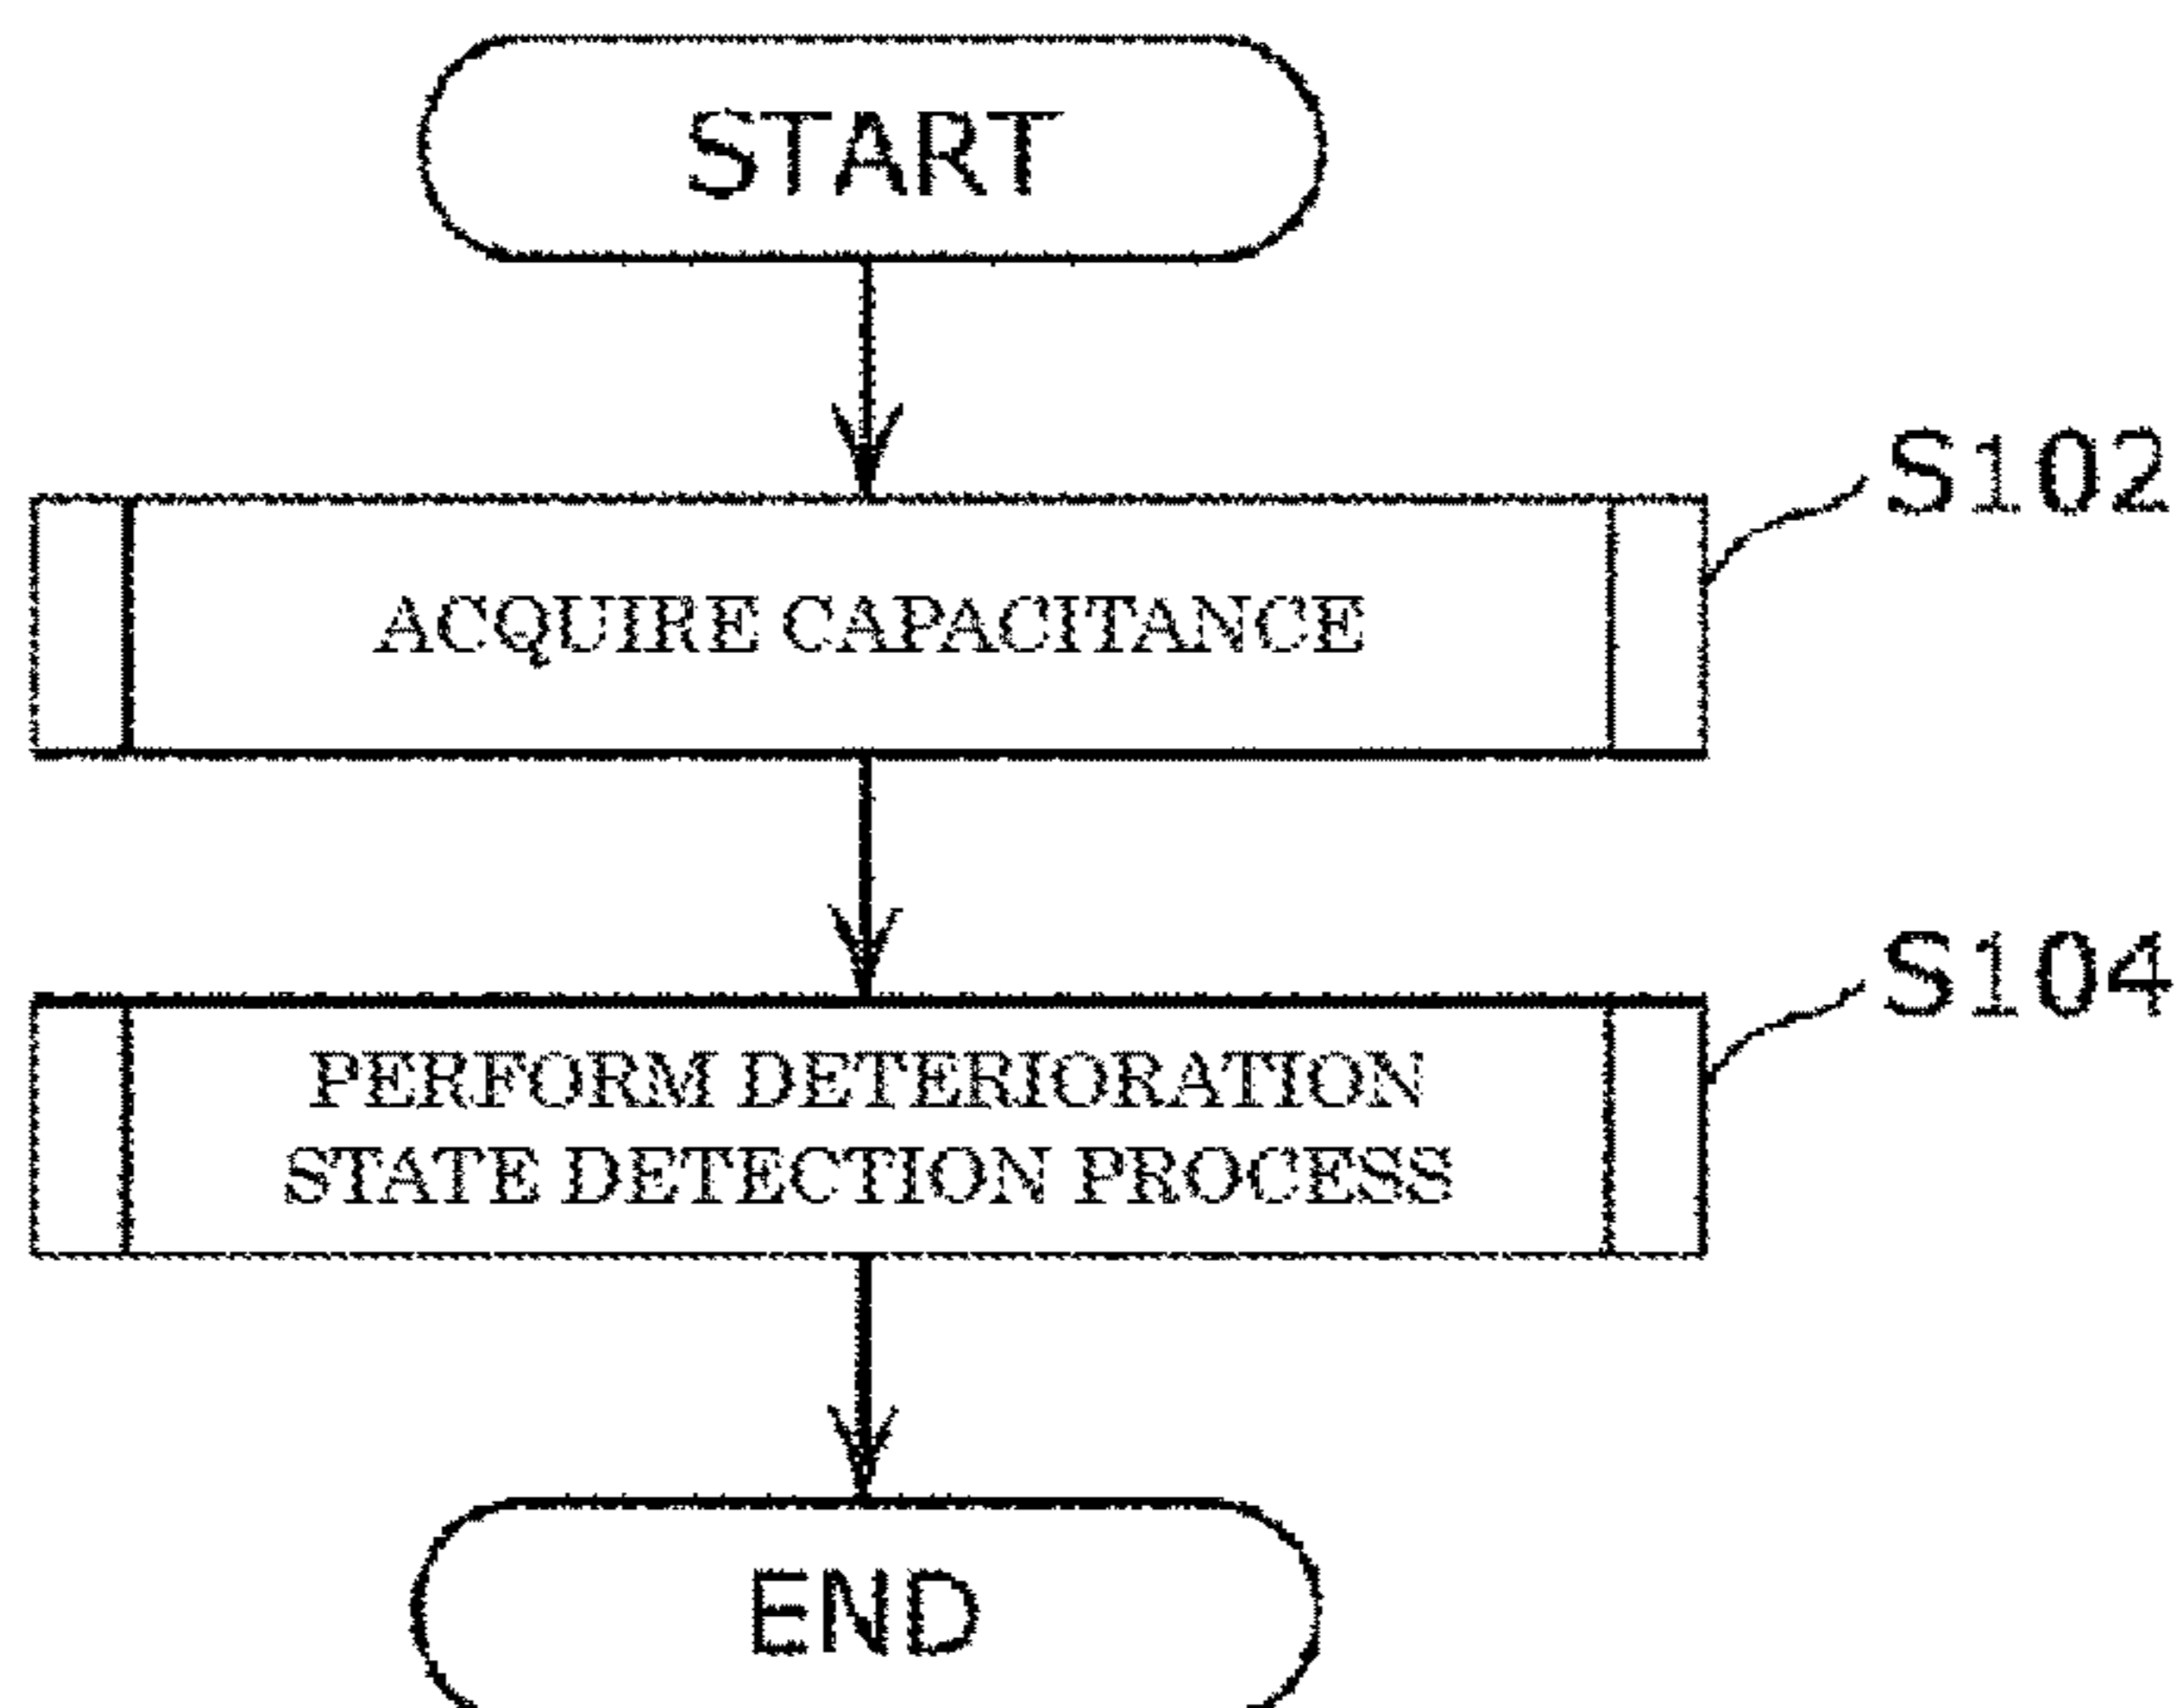 START
S102
ACQUIRE CAPACITANCE
S104
PERFORM DETERIORATION
STATE DETECTION PROCESS
END